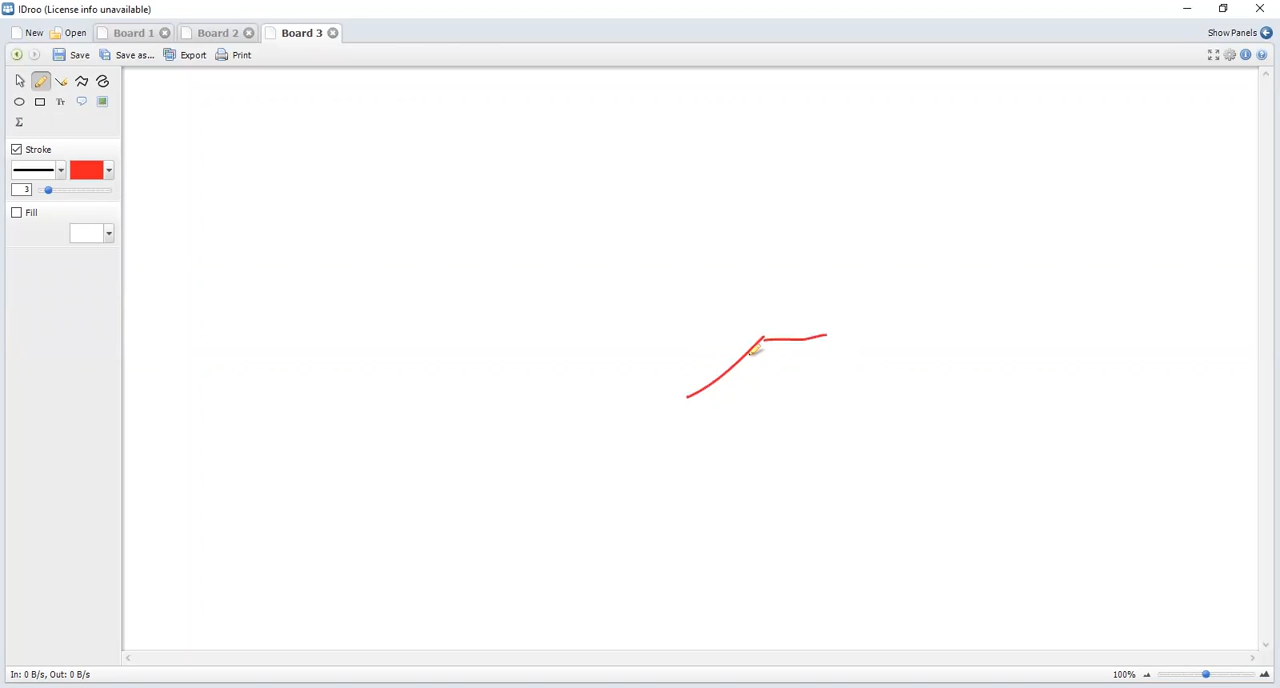 IDroo (License info unavailable)
New Open Board 1 Board 2 Board 3 Show Panels
Save Save as... Export Print
Tr
Σ
Stroke
3
Fill
In: 0 B/s, Out: 0 B/s 100%